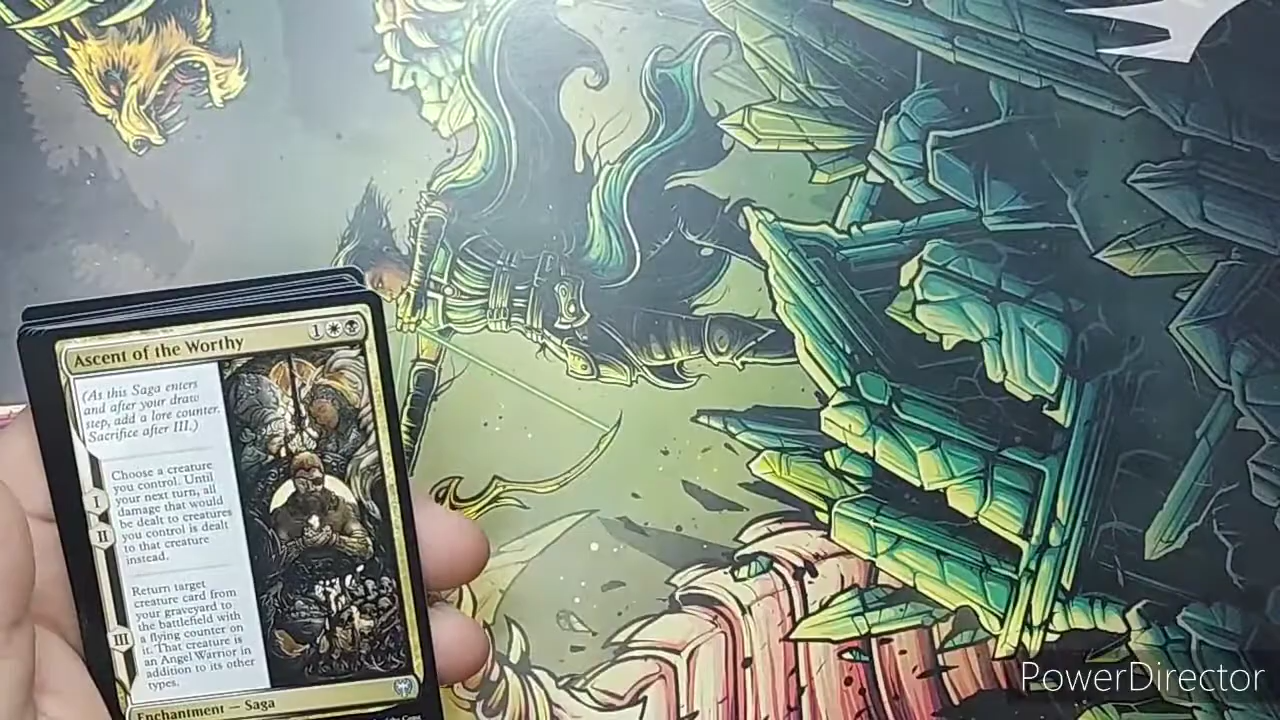 Ascent of the Worthy 1
(As this Saga enters
and after your draw
step, add a lore counter.
Sacrifice after III.)
I
II
Choose a creature
you control. Until
your next turn, all
damage that would
be dealt to creatures
you control is dealt
to that creature
instead.
III
Return target
creature card from
your graveyard to
the battlefield with
a flying counter on
it. That creature is
an Angel Warrior in
addition to its other
types.
Enchantment — Saga
PowerDirector